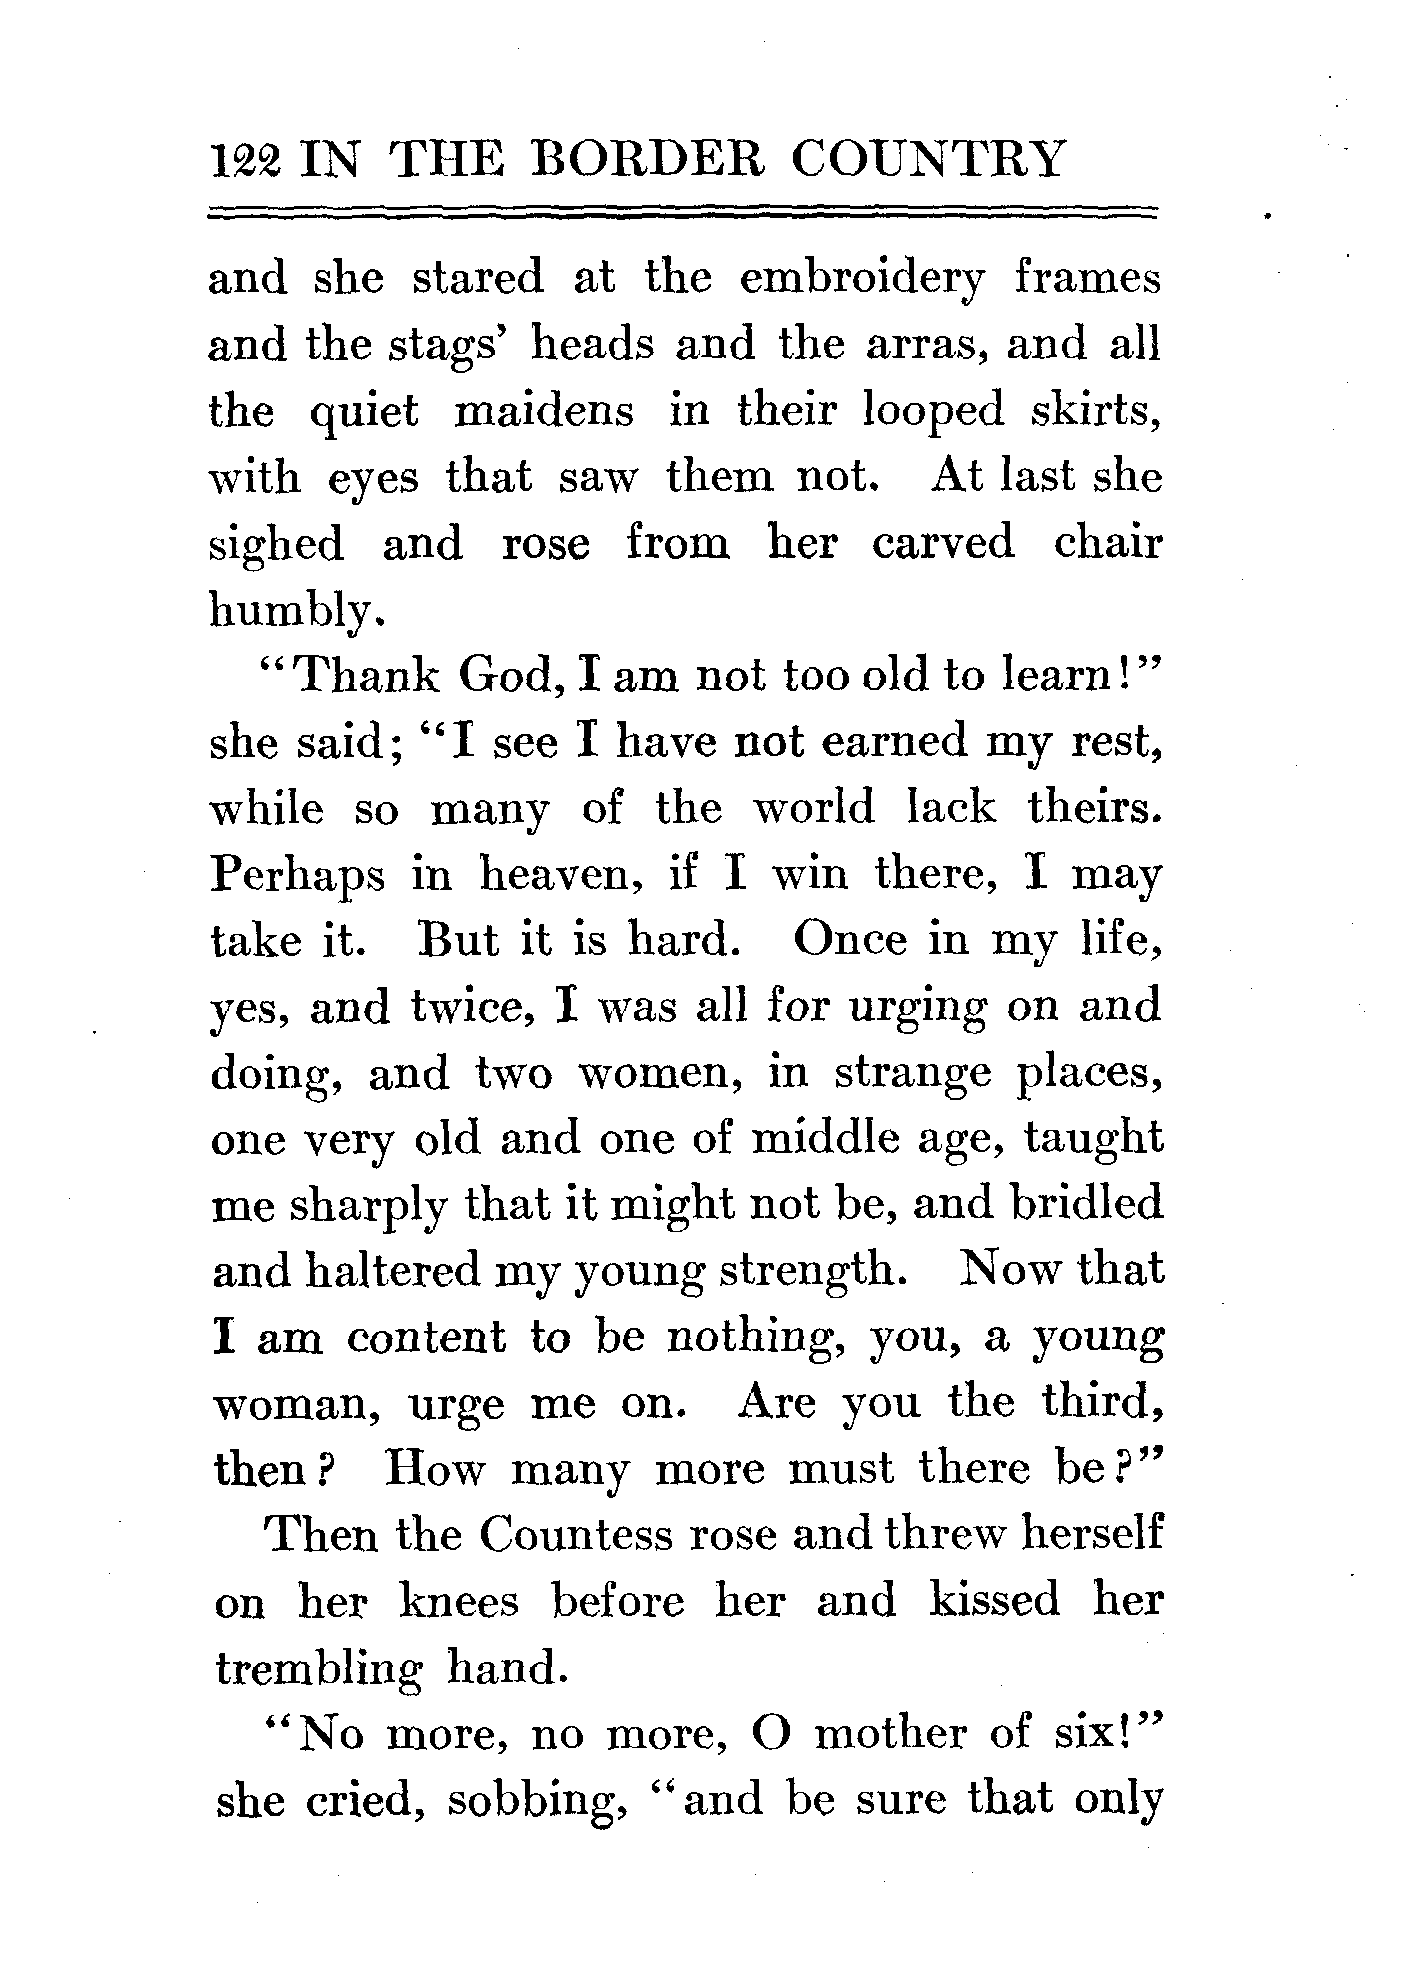 122 IN THE BORDER COUNTRY
and she stared at the embroidery frames
and the stags’ heads and the arras, and all
the quiet maidens in their looped skirts,
with eyes that saw them not. At last she
sighed and rose from her carved chair
humbly.
“Thank God, I am not too old to learn!”
she said; “I see I have not earned my rest,
while so many of the world lack theirs.
Perhaps in heaven, if I win there, I may
take it. But it is hard. Once in my life,
yes, and twice, I was all for urging on and
doing, and two women, in strange places,
one very old and one of middle age, taught
me sharply that it might not be, and bridled
and haltered my young strength. Now that
I am content to be nothing, you, a young
woman, urge me on. Are you the third,
then? How many more must there be?”
Then the Countess rose and threw herself
on her knees before her and kissed her
trembling hand.
“No more, no more, O mother of six!”
she cried, sobbing, “and be sure that only